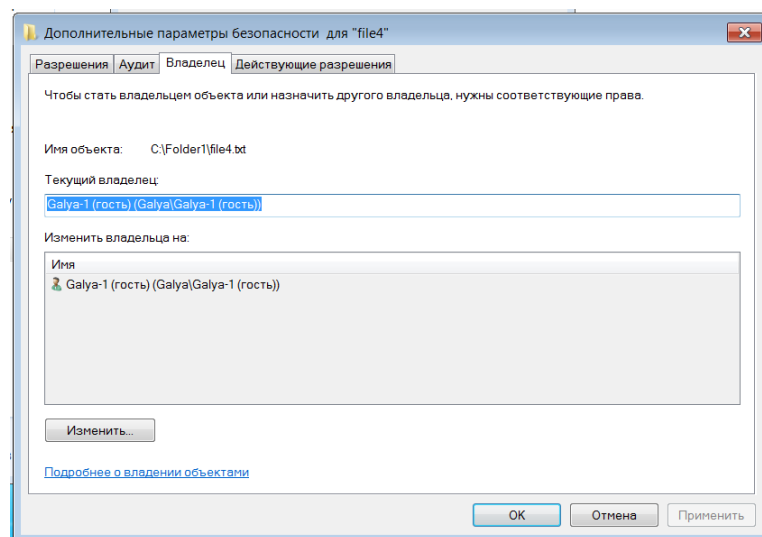 Дополнительные параметры безопасности для "file4"
Разрешения Аудит Владелец Действующие разрешения
Чтобы стать владельцем объекта или назначить другого владельца, нужны соответствующие права.
Имя объекта: C:\Folder1\file4.txt
Текущий владелец:
Galya-1 (гость) (Galya\Galya-1 (гость))
Изменить владельца на:
Имя
Galya-1 (гость) (Galya\Galya-1 (гость))
Изменить...
Подробнее о владении объектами
ОК Отмена Применить